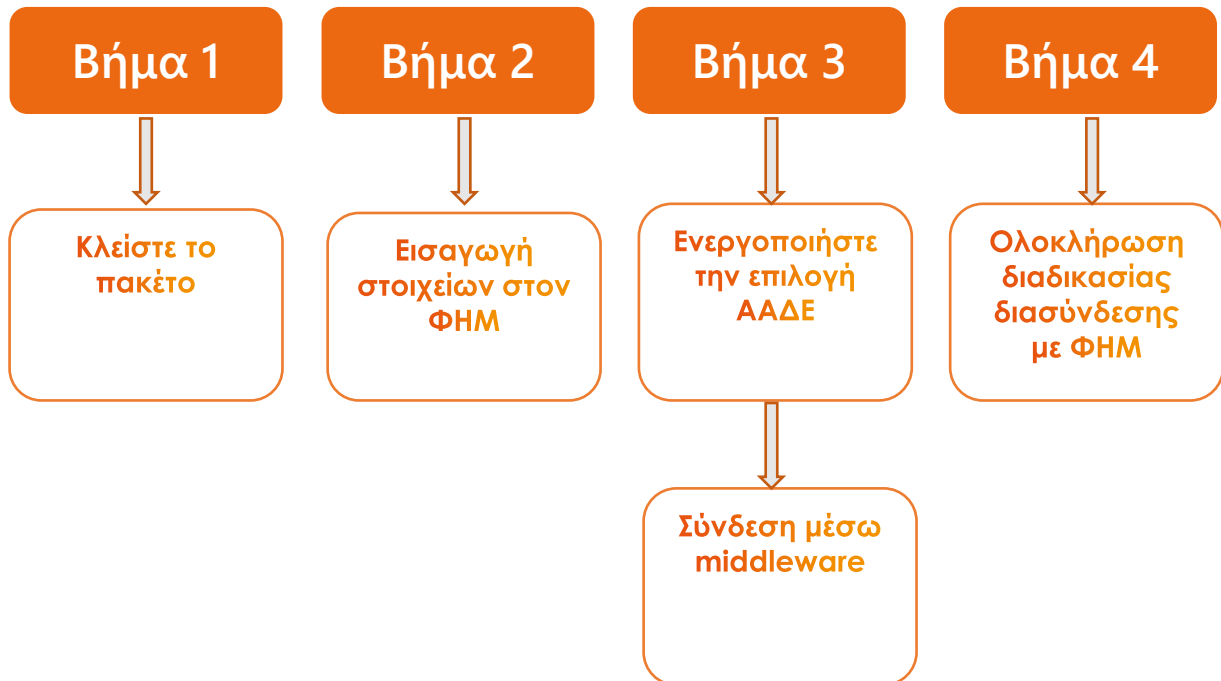 Βήμα 1
Βήμα 2
Βήμα 3
Βήμα 4
Κλείστε το
πακέτο
Εισαγωγή
στοιχείων στον
ΦΗΜ
Ενεργοποιήστε
την επιλογή
ΑΑΔΕ
Ολοκλήρωση
διαδικασίας
διασύνδεσης
με ΦΗΜ
Σύνδεση μέσω
middleware